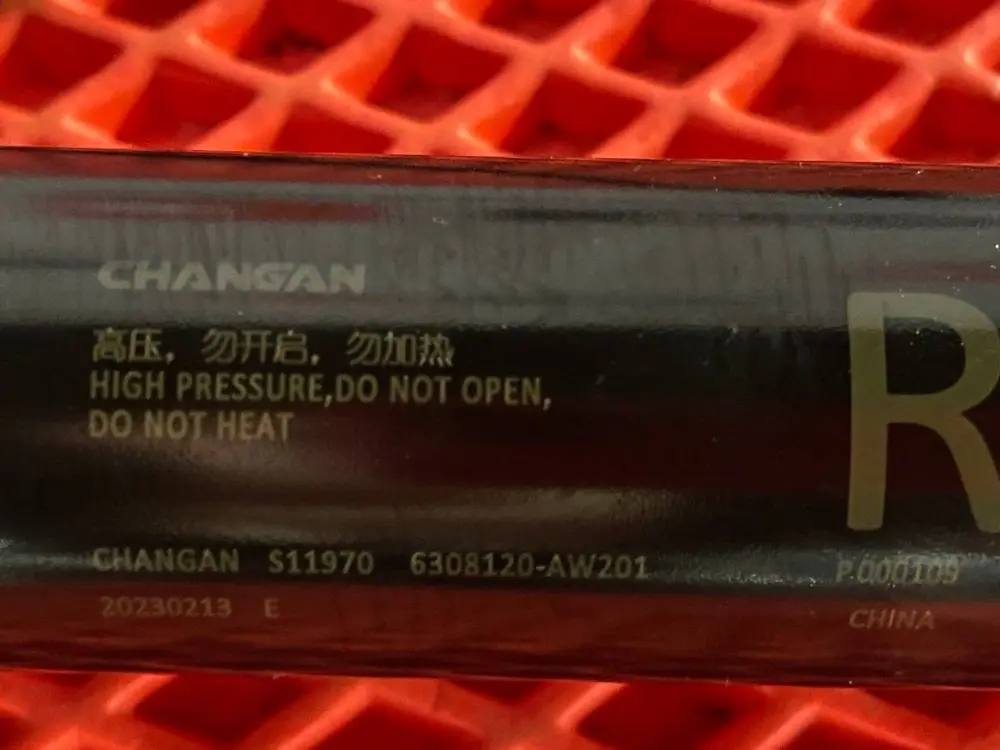 CHANGAN
高压，勿开启，勿加热
HIGH PRESSURE,DO NOT OPEN,
DO NOT HEAT
R
CHANGAN S11970 6308120-AW201 P.000109
20230213 E CHINA